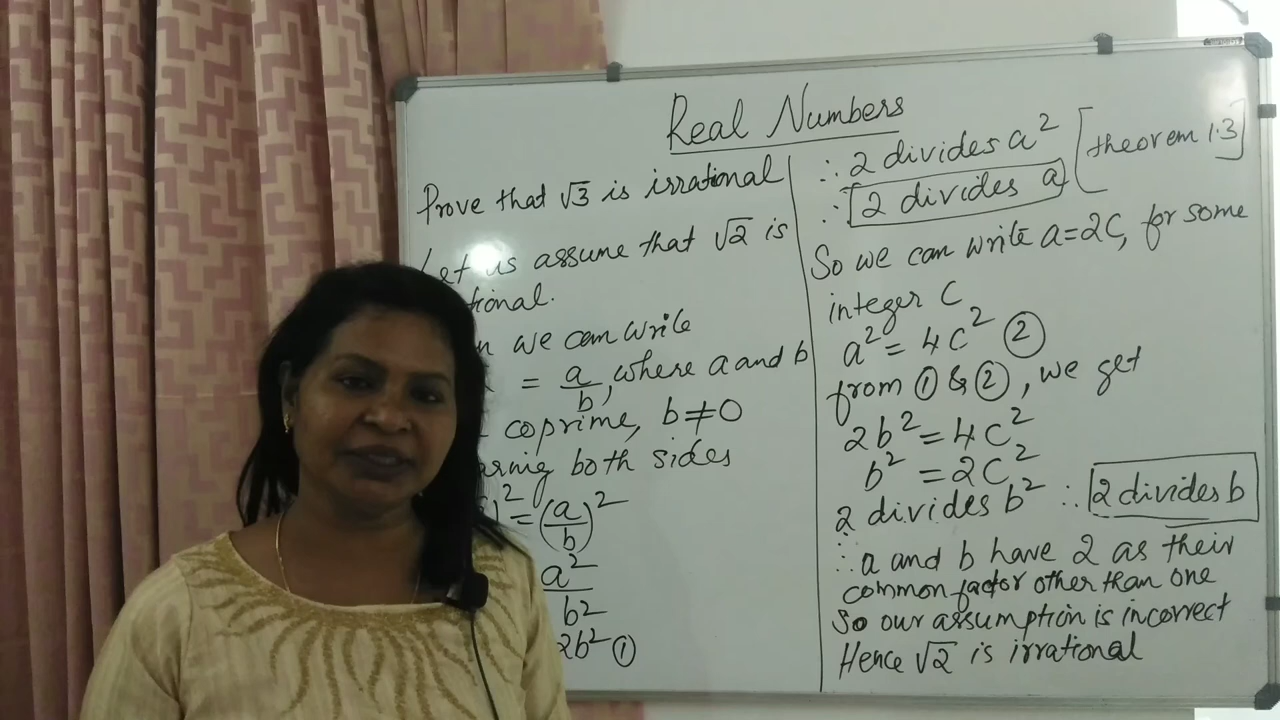 Real Numbers
Prove that √3 is irrational
Let us assume that √2 is
tional.
we can write
= a/b, where a and b
coprime, b ≠ 0
both sides
)² = (a/b)²
a²/b²
2b² ①
∴ 2 divides a² [theorem 1.3]
∴ 2 divides a
So we can write a = 2C, for some
integer C
a² = 4C² ②
from ① & ②, we get
2b² = 4C²
b² = 2C²
2 divides b² ∴ 2 divides b
∴ a and b have 2 as their
common factor other than one
So our assumption is incorrect
Hence √2 is irrational